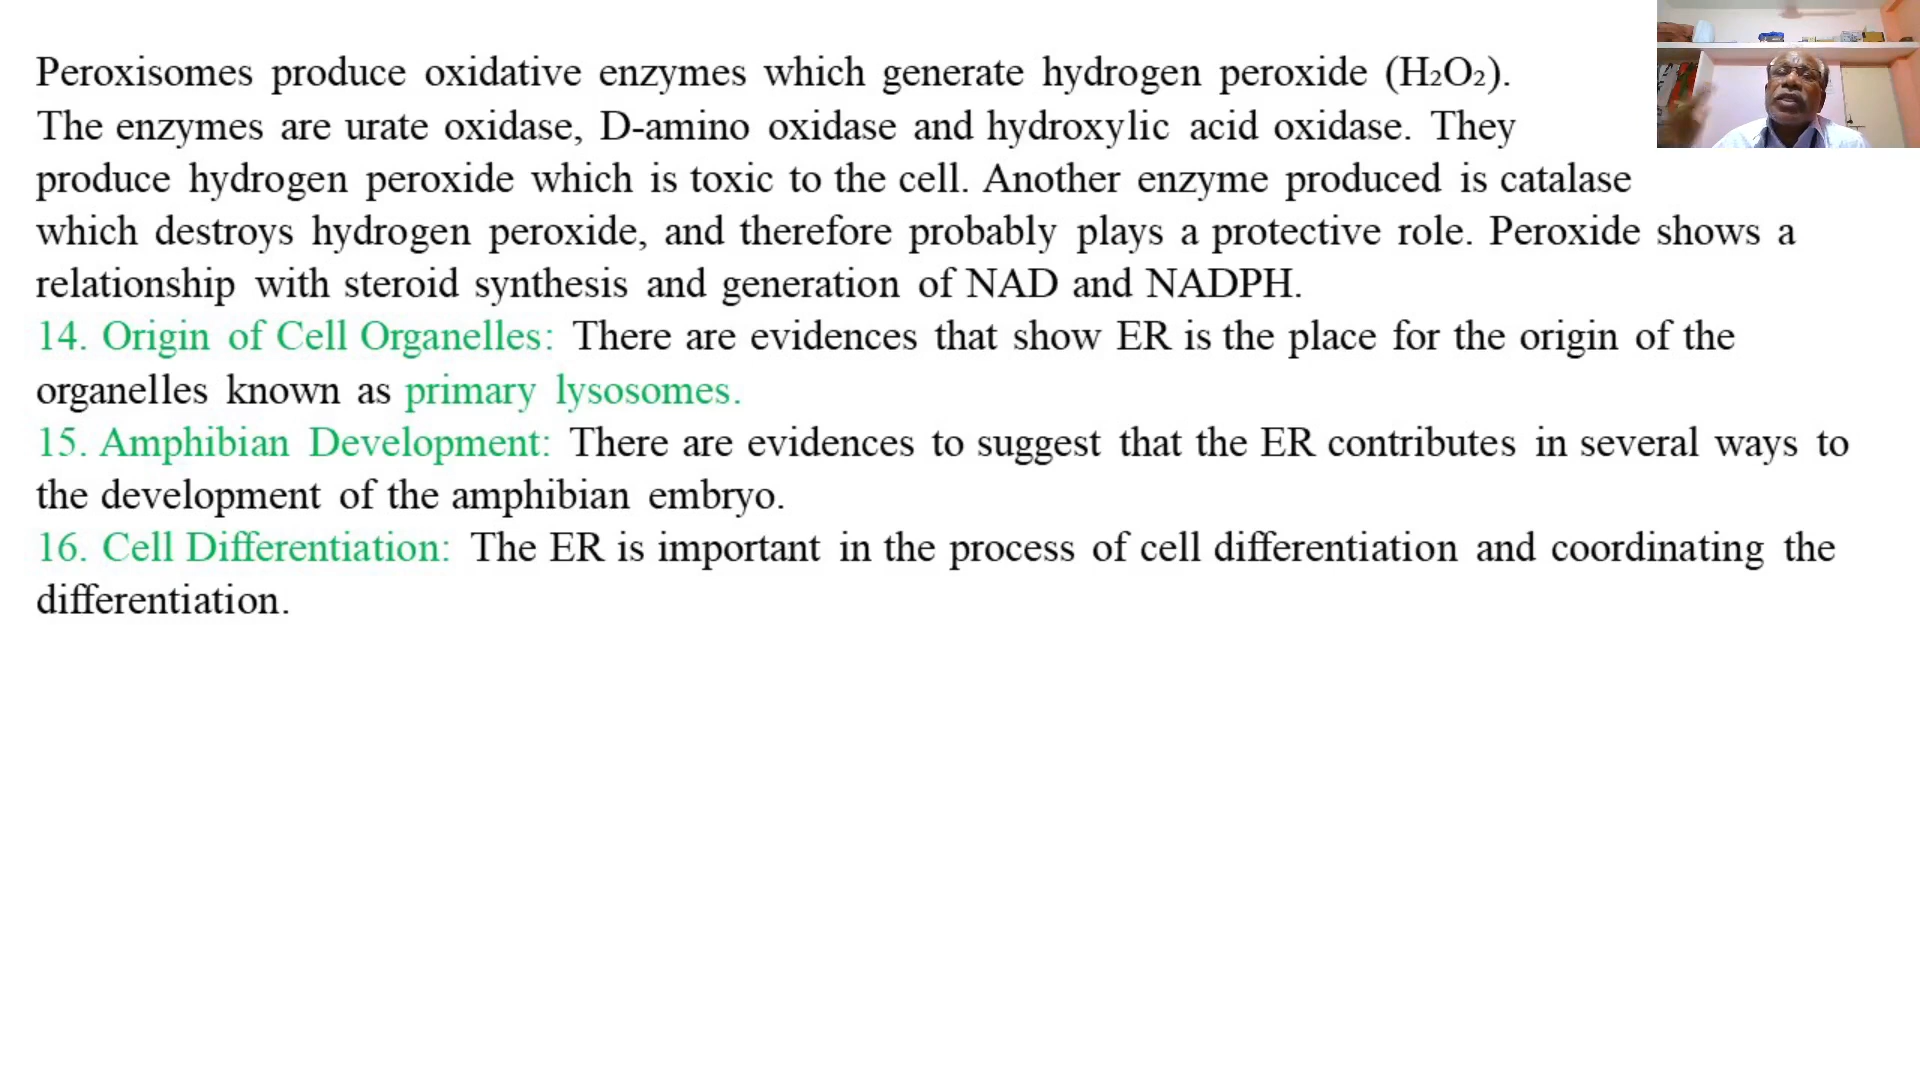 Peroxisomes produce oxidative enzymes which generate hydrogen peroxide (H₂O₂).
The enzymes are urate oxidase, D-amino oxidase and hydroxylic acid oxidase. They
produce hydrogen peroxide which is toxic to the cell. Another enzyme produced is catalase
which destroys hydrogen peroxide, and therefore probably plays a protective role. Peroxide shows a
relationship with steroid synthesis and generation of NAD and NADPH.
14. Origin of Cell Organelles: There are evidences that show ER is the place for the origin of the
organelles known as primary lysosomes.
15. Amphibian Development: There are evidences to suggest that the ER contributes in several ways to
the development of the amphibian embryo.
16. Cell Differentiation: The ER is important in the process of cell differentiation and coordinating the
differentiation.